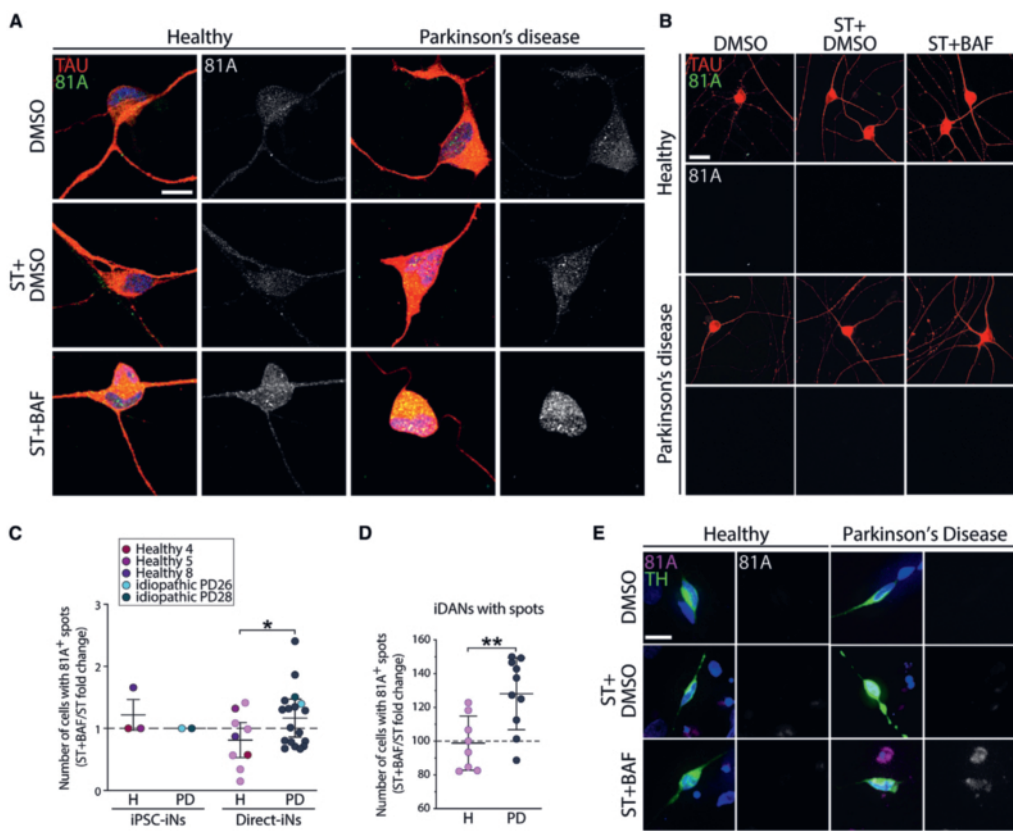 A
Healthy
Parkinson's disease
TAU
81A
81A
DMSO
ST+
DMSO
ST+BAF
B
DMSO
ST+
DMSO
ST+BAF
TAU
81A
Healthy
81A
Parkinson's disease
C
Healthy 4
Healthy 5
Healthy 8
idiopathic PD26
idiopathic PD28
Number of cells with 81A+ spots
(ST+BAF/ST fold change)
3
2
1
0
*
H
PD
H
PD
iPSC-iNs
Direct-iNs
D
iDANs with spots
Number of cells with 81A+ spots
(ST+BAF/ST fold change)
160
140
120
100
80
60
**
H
PD
E
Healthy
Parkinson's Disease
81A
TH
81A
DMSO
ST+
DMSO
ST+BAF